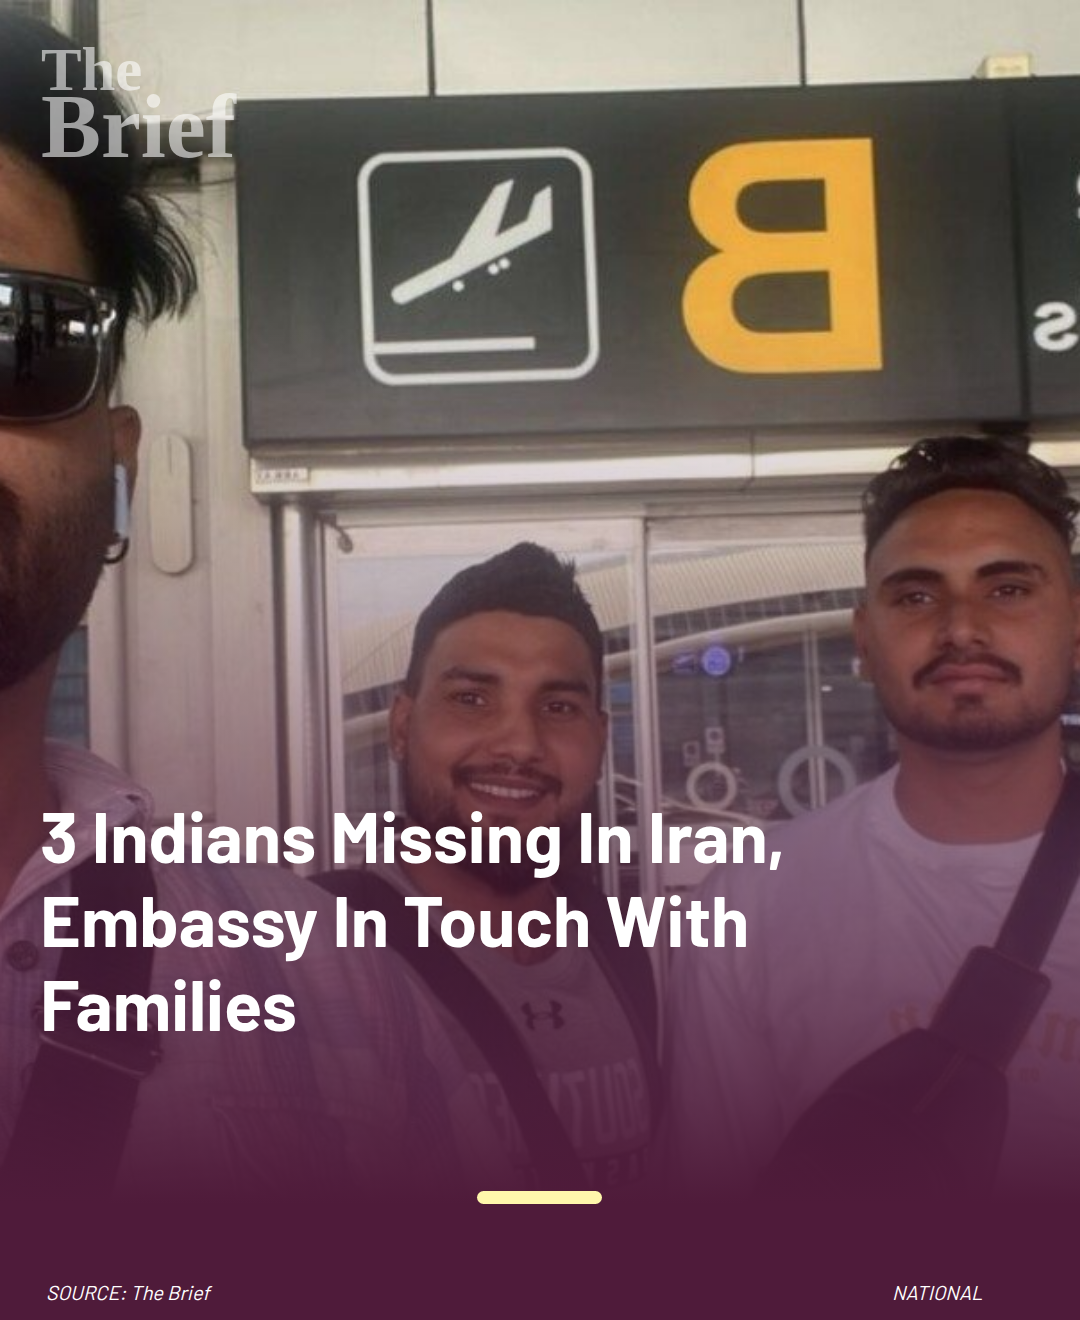 The
Brief
B
s
3 Indians Missing In Iran,
Embassy In Touch With
Families
SOURCE: The Brief
NATIONAL